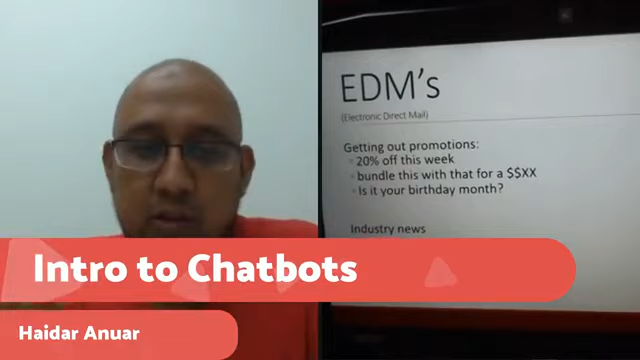 EDM's
(Electronic Direct Mail)
Getting out promotions:
20% off this week
bundle this with that for a $$XX
Is it your birthday month?
Industry news
Intro to Chatbots
Haidar Anuar